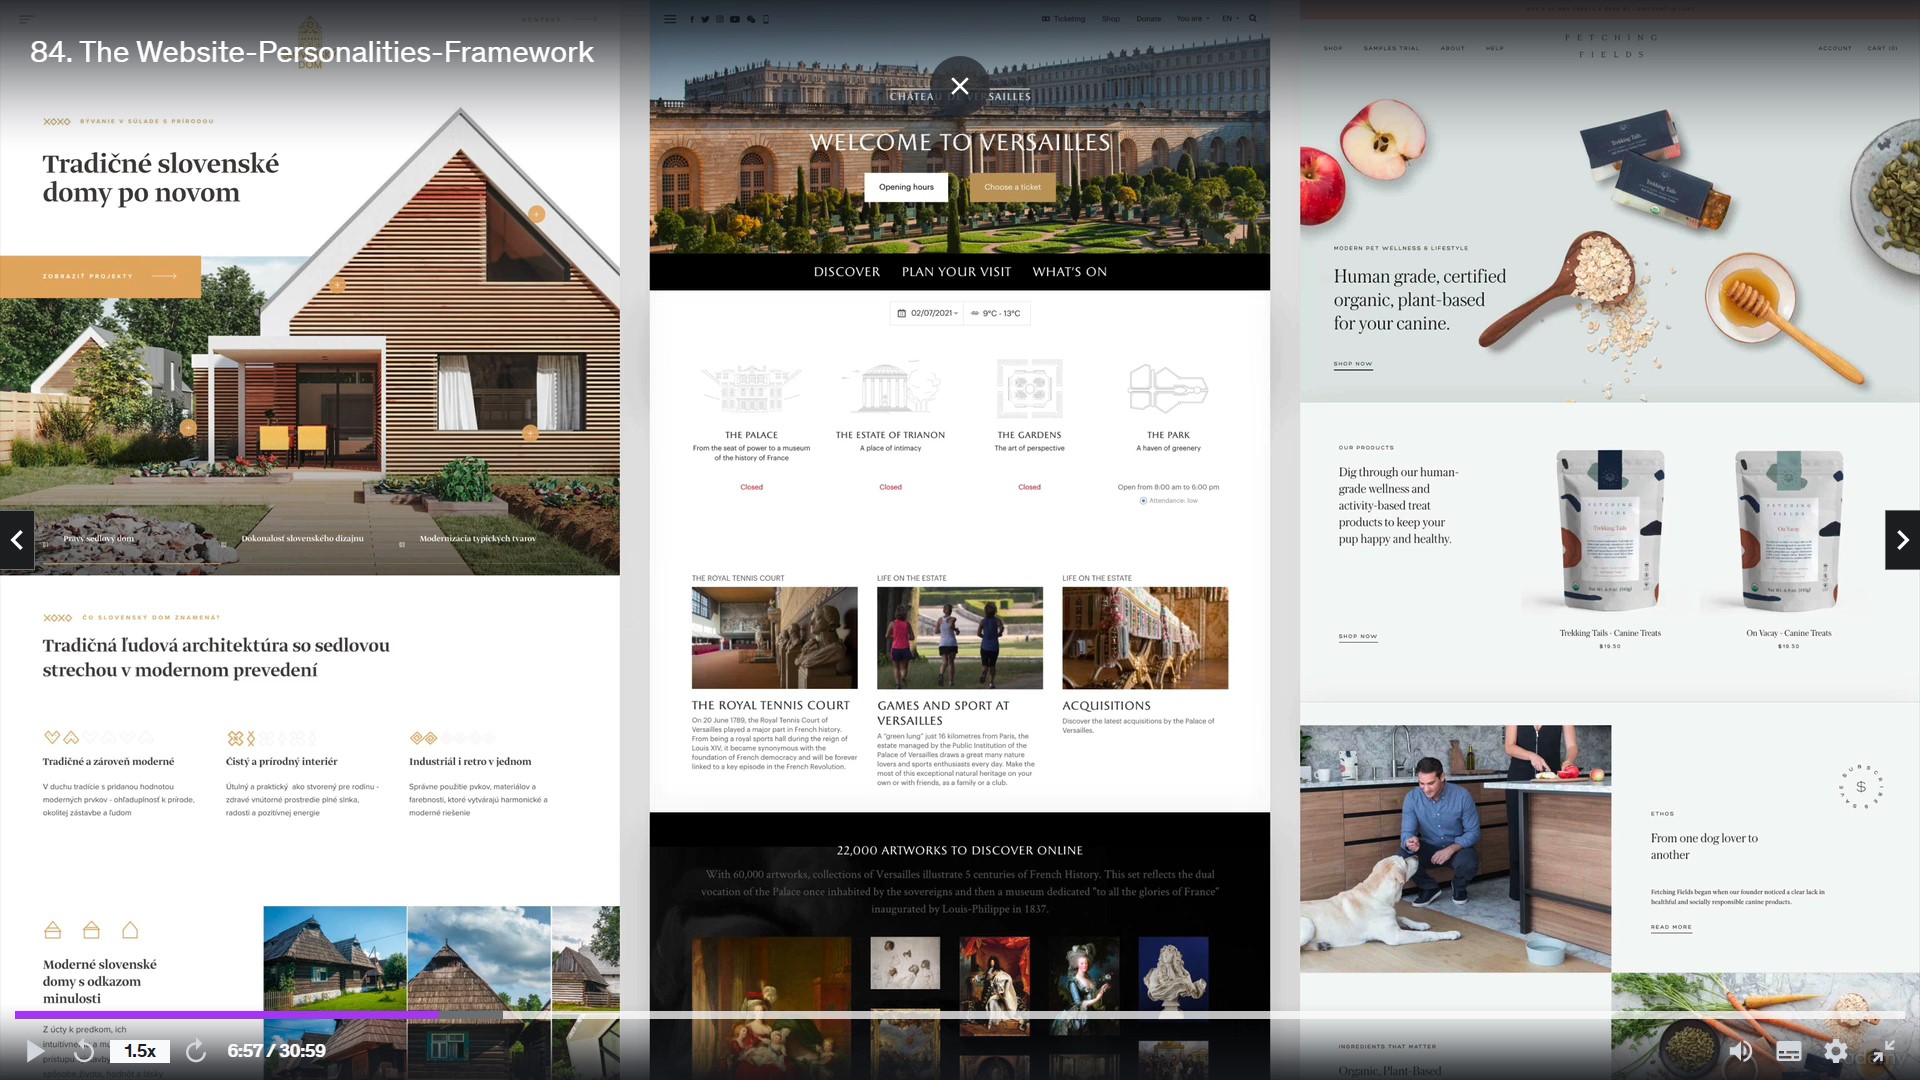 84. The Website-Personalities-Framework
KONTAKT
DOM
XOXO BÝVANIE V SÚLADE S PRÍRODOU
Tradičné slovenské
domy po novom
ZOBRAZIŤ PROJEKTY
Pravý sedlový dom
Dokonalosť slovenského dizajnu
Modernizácia typických tvarov
ČO SLOVENSKÝ DOM ZNAMENÁ?
Tradičná ľudová architektúra so sedlovou
strechou v modernom prevedení
Tradičné a zároveň moderné
V duchu tradície s pridanou hodnotou
moderných prvkov - ohľaduplnosť k prírode,
okolitej zástavbe a ľudom
Čistý a prírodný interiér
Útulný a praktický ako stvorený pre rodinu -
zdravé vnútorné prostredie plné slnka,
radosti a pozitívnej energie
Industriál i retro v jednom
Správne použitie pvkov, materiálov a
farebností, ktoré vytvárajú harmonické a
moderné riešenie
Moderné slovenské
domy s odkazom
minulosti
Z úcty k predkom, ich
Ticketing Shop Donate You are EN
CHÂTEAU DE VERSAILLES
WELCOME TO VERSAILLES
Opening hours
Choose a ticket
DISCOVER PLAN YOUR VISIT WHAT'S ON
02/07/2021 9°C - 13°C
THE PALACE
From the seat of power to a museum
of the history of France
Closed
THE ESTATE OF TRIANON
A place of intimacy
Closed
THE GARDENS
The art of perspective
Closed
THE PARK
A haven of greenery
Open from 8:00 am to 6:00 pm
Attendance: low
THE ROYAL TENNIS COURT
THE ROYAL TENNIS COURT
On 20 June 1789, the Royal Tennis Court of
Versailles played a major part in French history.
From being a royal sports hall during the reign of
Louis XIV, it became synonymous with the
foundation of French democracy and will be forever
linked to a key episode in the French Revolution.
LIFE ON THE ESTATE
GAMES AND SPORT AT
VERSAILLES
A "green lung" just 16 kilometres from Paris, the
estate managed by the Public Institution of the
Palace of Versailles draws a great many nature
lovers and sports enthusiasts every day. Make the
most of this exceptional natural heritage on your
own or with friends, as a family or a club.
LIFE ON THE ESTATE
ACQUISITIONS
Discover the latest acquisitions by the Palace of
Versailles.
22,000 ARTWORKS TO DISCOVER ONLINE
With 60,000 artworks, collections of Versailles illustrate 5 centuries of French History. This set reflects the dual
vocation of the Palace once inhabited by the sovereigns and then a museum dedicated "to all the glories of France"
inaugurated by Louis-Philippe in 1837.
SHOP SAMPLES TRIAL ABOUT HELP
FETCHING
FIELDS
ACCOUNT CART (0)
MODERN PET WELLNESS & LIFESTYLE
Human grade, certified
organic, plant-based
for your canine.
SHOP NOW
Trekking Tails
Trekking Tails
OUR PRODUCTS
Dig through our human-
grade wellness and
activity-based treat
products to keep your
pup happy and healthy.
SHOP NOW
FETCHING
FIELDS
Trekking Tails
FETCHING
FIELDS
On Vacay
Trekking Tails - Canine Treats
$19.50
On Vacay - Canine Treats
$19.50
SUBSCRIBE
$
ETHOS
From one dog lover to
another
Fetching Fields began when our founder noticed a clear lack in
healthful and socially responsible canine products.
READ MORE
INGREDIENTS THAT MATTER
Organic, Plant-Based
1.5x
6:57 / 30:59